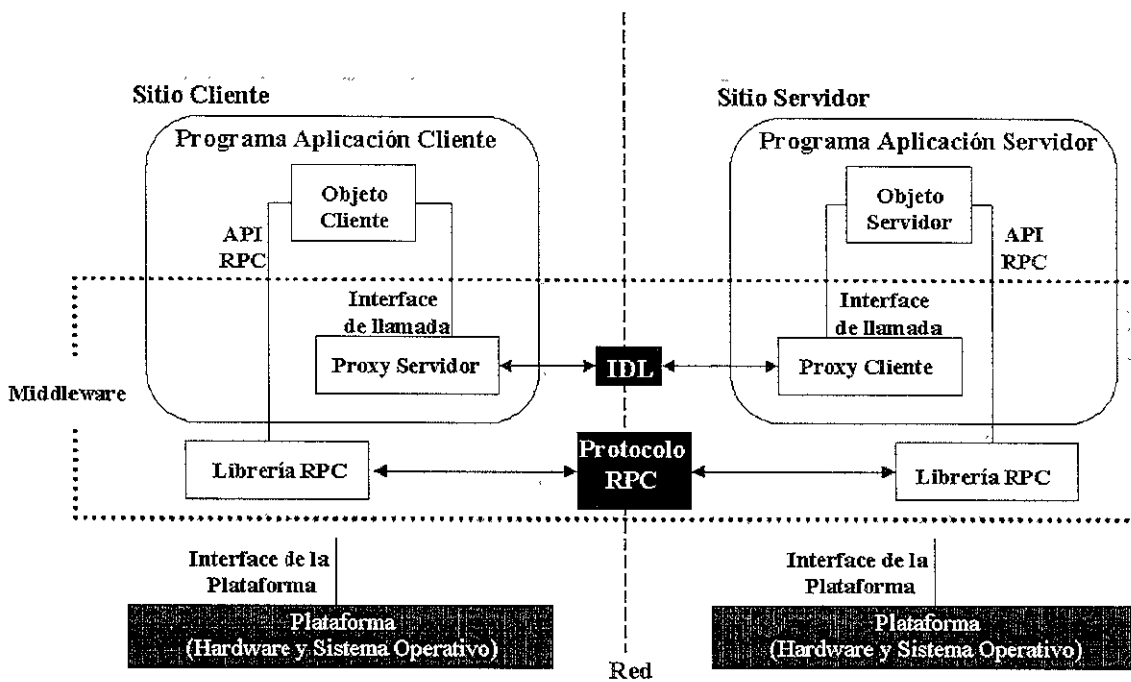 Sitio Cliente
Programa Aplicación Cliente
Objeto
Cliente
API
RPC
Interface
de llamada
Proxy Servidor
Librería RPC
Middleware
IDL
Protocolo
RPC
Sitio Servidor
Programa Aplicación Servidor
Objeto
Servidor
API
RPC
Interface
de llamada
Proxy Cliente
Librería RPC
Interface de la
Plataforma
Plataforma
(Hardware y Sistema Operativo)
Interface de la
Plataforma
Plataforma
(Hardware y Sistema Operativo)
Red